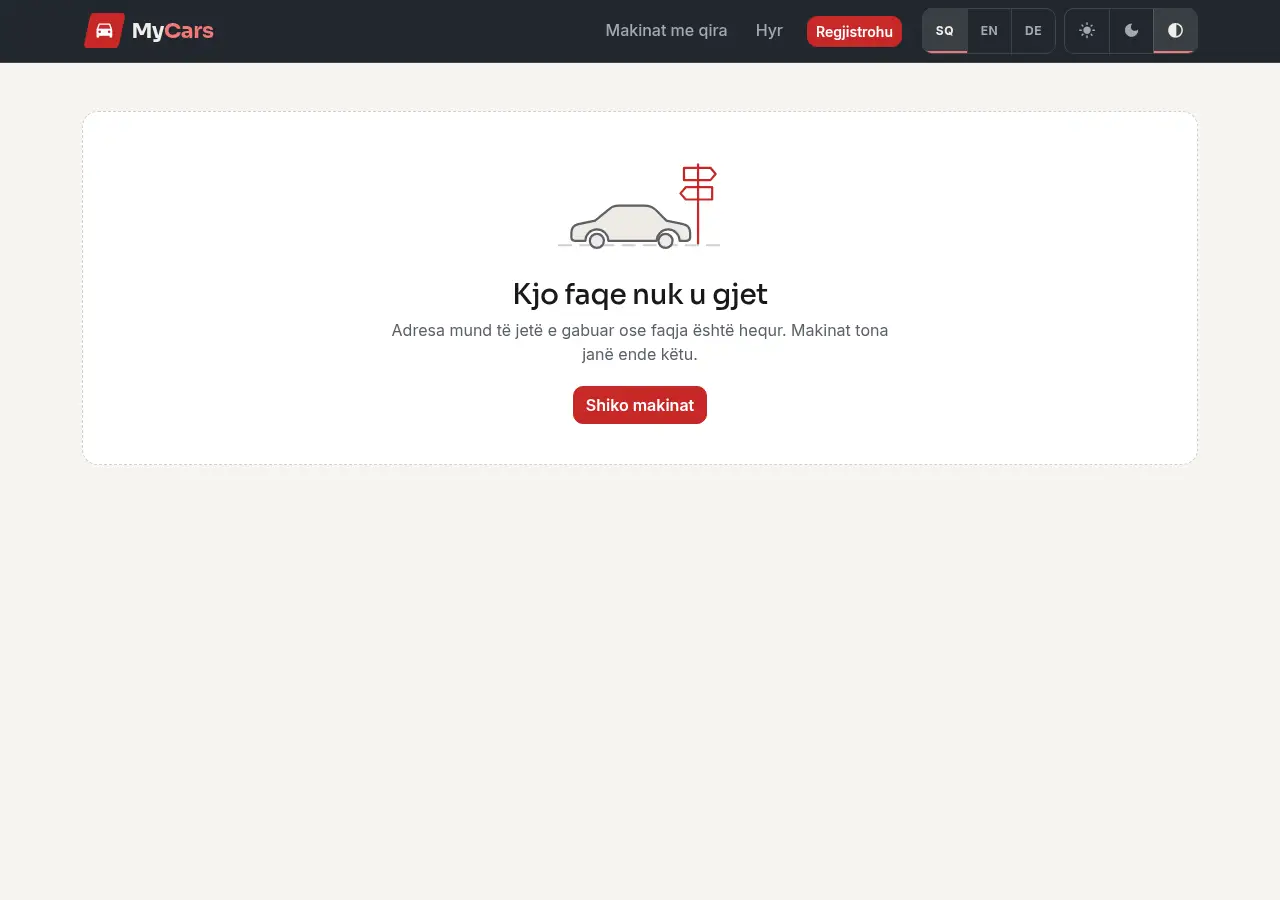 MyCars
Makinat me qira
Hyr
Regjistrohu
SQ
EN
DE
Kjo faqe nuk u gjet
Adresa mund të jetë e gabuar ose faqja është hequr. Makinat tona
janë ende këtu.
Shiko makinat